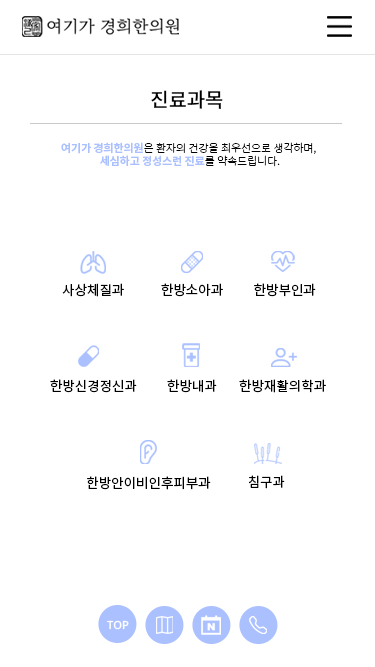 여기가 경희한의원
진료과목
여기가 경희한의원은 환자의 건강을 최우선으로 생각하며,
세심하고 정성스런 진료를 약속드립니다.
사상체질과 한방소아과 한방부인과
한방신경정신과 한방내과 한방재활의학과
한방안이비인후피부과 침구과
TOP N